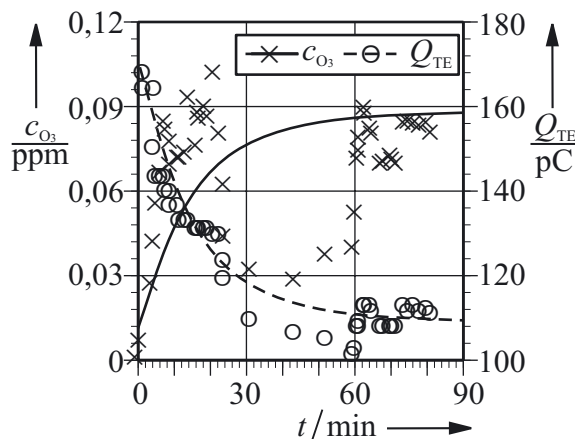 0,12 180
c_O3 Q_TE
0,09 160
c_O3 Q_TE
ppm pC
0,06 140
0,03 120
0 100
0 30 60 90
t / min